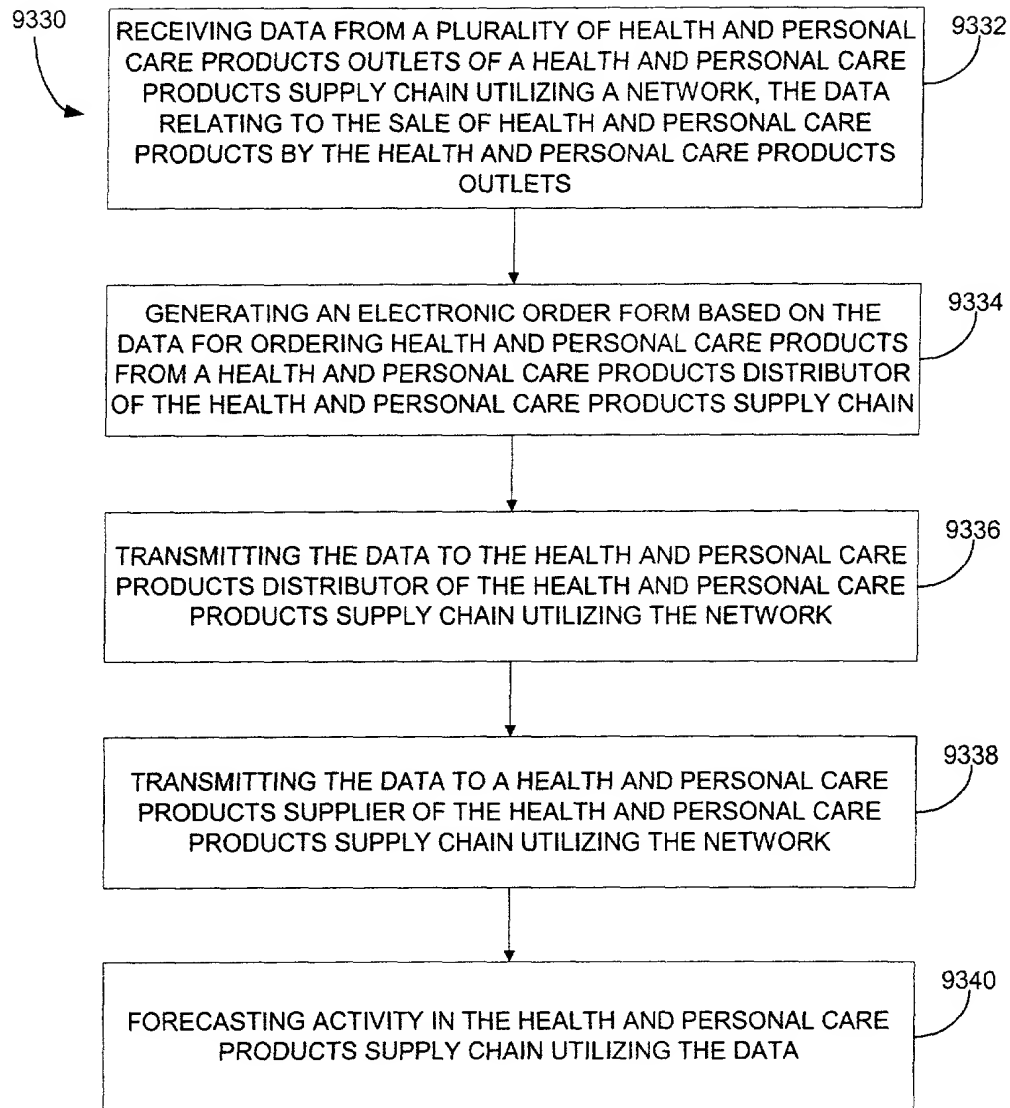 9330
RECEIVING DATA FROM A PLURALITY OF HEALTH AND PERSONAL
CARE PRODUCTS OUTLETS OF A HEALTH AND PERSONAL CARE
PRODUCTS SUPPLY CHAIN UTILIZING A NETWORK, THE DATA
RELATING TO THE SALE OF HEALTH AND PERSONAL CARE
PRODUCTS BY THE HEALTH AND PERSONAL CARE PRODUCTS
OUTLETS
9332
GENERATING AN ELECTRONIC ORDER FORM BASED ON THE
DATA FOR ORDERING HEALTH AND PERSONAL CARE PRODUCTS
FROM A HEALTH AND PERSONAL CARE PRODUCTS DISTRIBUTOR
OF THE HEALTH AND PERSONAL CARE PRODUCTS SUPPLY CHAIN
9334
TRANSMITTING THE DATA TO THE HEALTH AND PERSONAL CARE
PRODUCTS DISTRIBUTOR OF THE HEALTH AND PERSONAL CARE
PRODUCTS SUPPLY CHAIN UTILIZING THE NETWORK
9336
TRANSMITTING THE DATA TO A HEALTH AND PERSONAL CARE
PRODUCTS SUPPLIER OF THE HEALTH AND PERSONAL CARE
PRODUCTS SUPPLY CHAIN UTILIZING THE NETWORK
9338
FORECASTING ACTIVITY IN THE HEALTH AND PERSONAL CARE
PRODUCTS SUPPLY CHAIN UTILIZING THE DATA
9340